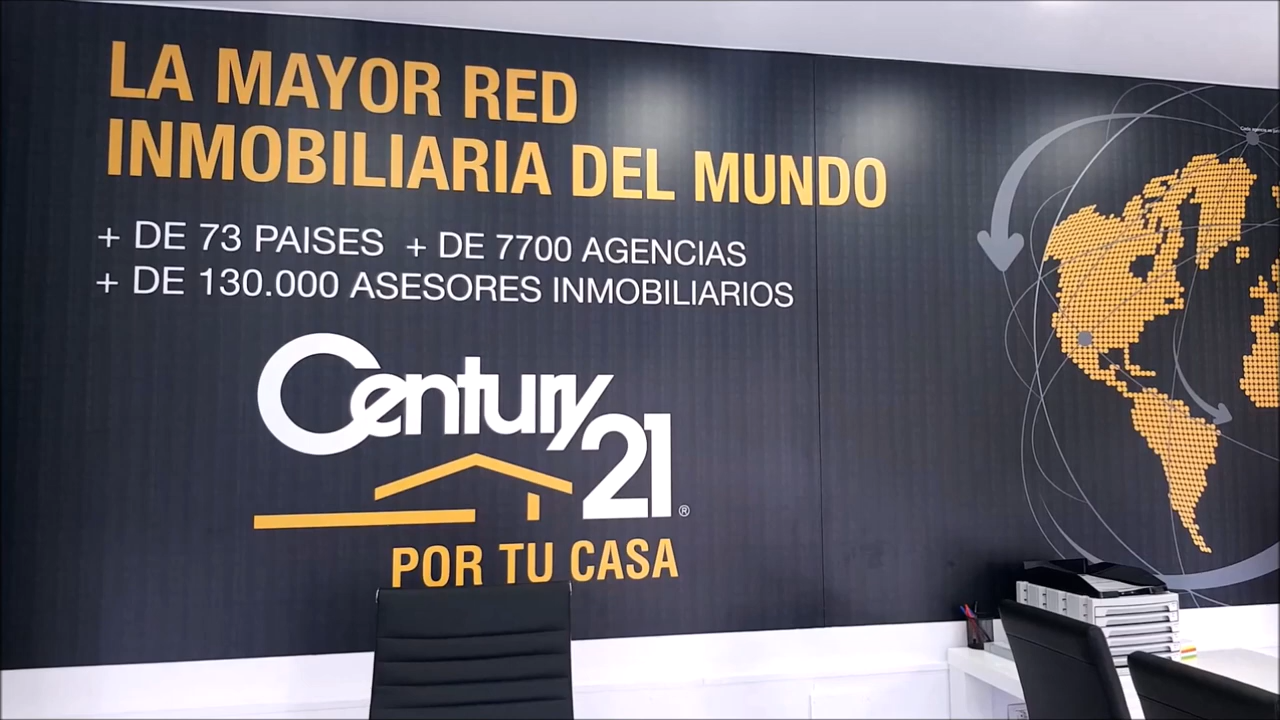 LA MAYOR RED
INMOBILIARIA DEL MUNDO
+ DE 73 PAISES + DE 7700 AGENCIAS
+ DE 130.000 ASESORES INMOBILIARIOS
Century
21®
POR TU CASA